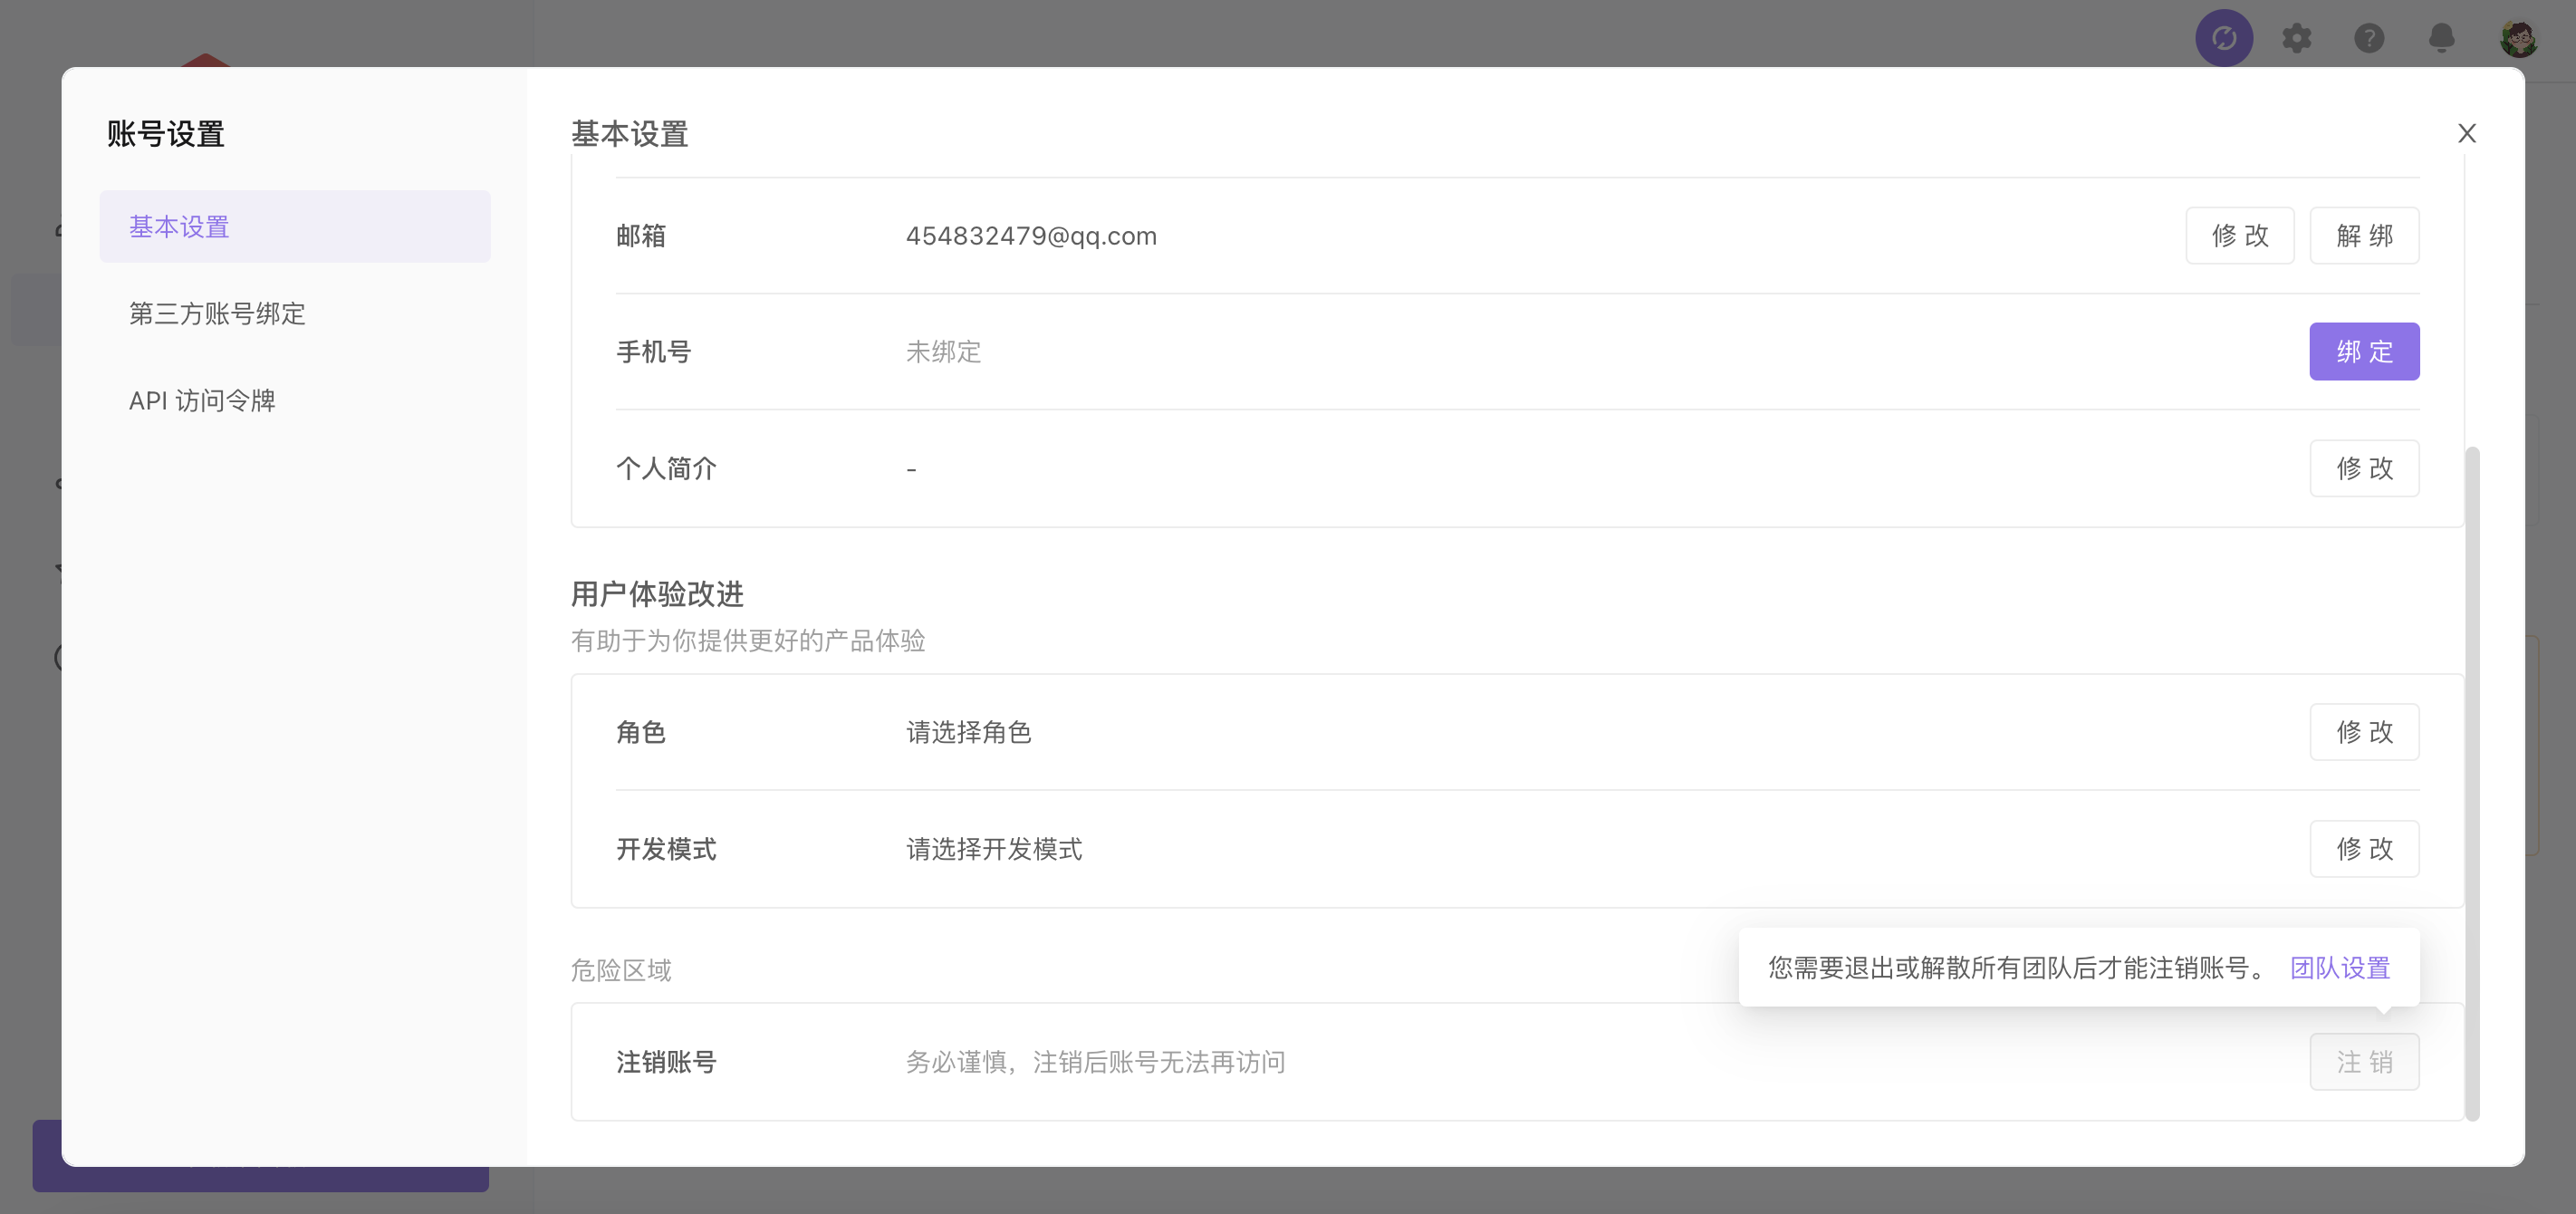 账号设置
基本设置
第三方账号绑定
API 访问令牌
基本设置
X
邮箱
454832479@qq.com
修 改
解 绑
手机号
未绑定
绑 定
个人简介
-
修 改
用户体验改进
有助于为你提供更好的产品体验
角色
请选择角色
修 改
开发模式
请选择开发模式
修 改
您需要退出或解散所有团队后才能注销账号。 团队设置
危险区域
注销账号
务必谨慎，注销后账号无法再访问
注 销